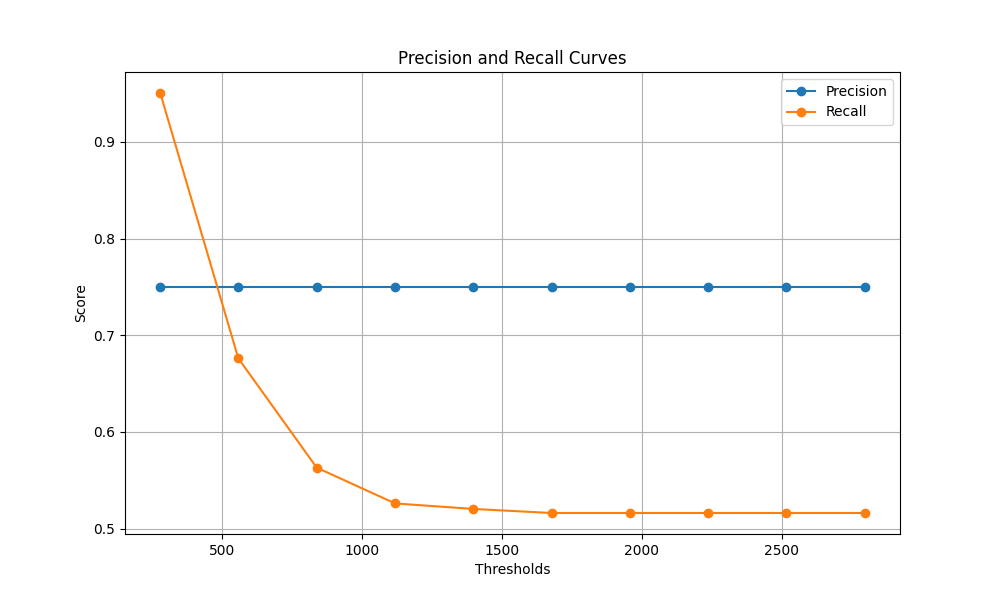 Precision and Recall Curves
Precision
Recall
0.9
0.8
0.7
0.6
0.5
Score
500 1000 1500 2000 2500
Thresholds